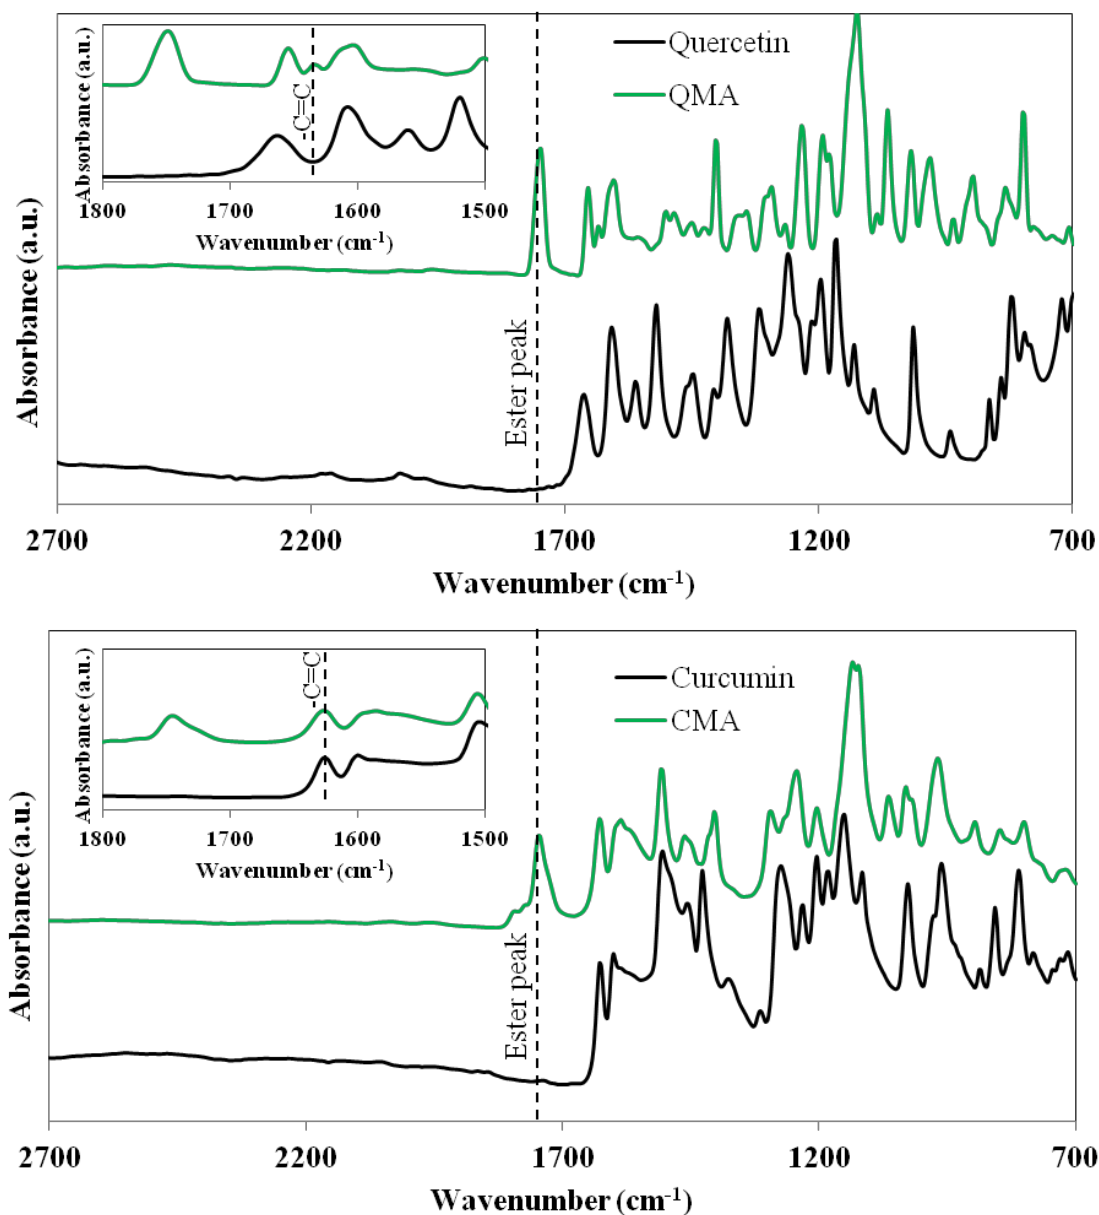 Quercetin
QMA
Absorbance (a.u.)
-C=C
1800
1700
1600
1500
Wavenumber (cm-1)
Absorbance (a.u.)
Ester peak
2700
2200
1700
1200
700
Wavenumber (cm-1)
Curcumin
CMA
Absorbance (a.u.)
-C=C
1800
1700
1600
1500
Wavenumber (cm-1)
Absorbance (a.u.)
Ester peak
2700
2200
1700
1200
700
Wavenumber (cm-1)